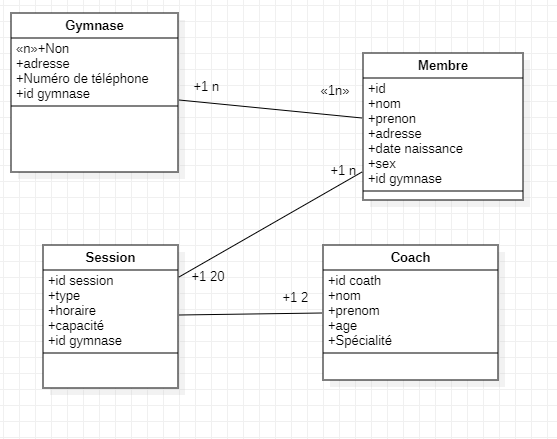 Gymnase
«n»+Non
+adresse
+Numéro de téléphone
+id gymnase
+1 n
«1n»
Membre
+id
+nom
+prenon
+adresse
+date naissance
+sex
+id gymnase
+1 n
Session
+id session
+type
+horaire
+capacité
+id gymnase
+1 20
+1 2
Coach
+id coath
+nom
+prenom
+age
+Spécialité